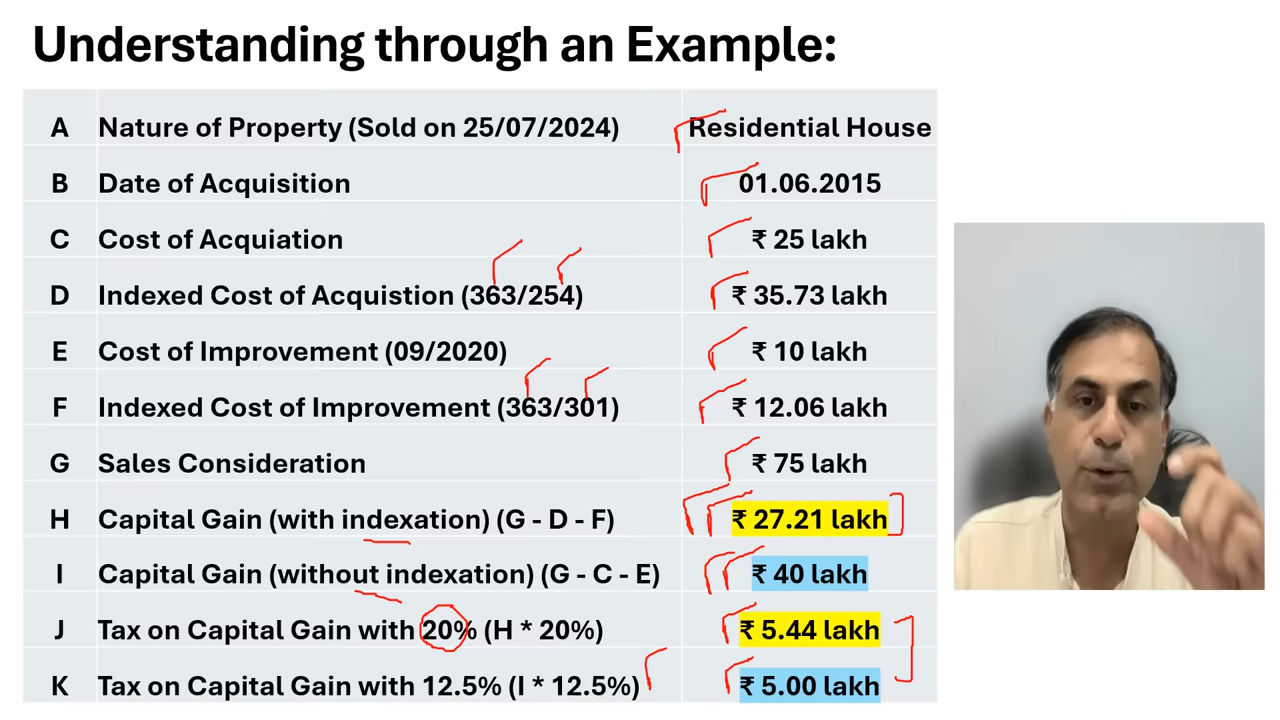 Understanding through an Example:
A Nature of Property (Sold on 25/07/2024) Residential House
B Date of Acquisition 01.06.2015
C Cost of Acquiation ₹ 25 lakh
D Indexed Cost of Acquistion (363/254) ₹ 35.73 lakh
E Cost of Improvement (09/2020) ₹ 10 lakh
F Indexed Cost of Improvement (363/301) ₹ 12.06 lakh
G Sales Consideration ₹ 75 lakh
H Capital Gain (with indexation) (G - D - F) ₹ 27.21 lakh
I Capital Gain (without indexation) (G - C - E) ₹ 40 lakh
J Tax on Capital Gain with 20% (H * 20%) ₹ 5.44 lakh
K Tax on Capital Gain with 12.5% (I * 12.5%) ₹ 5.00 lakh